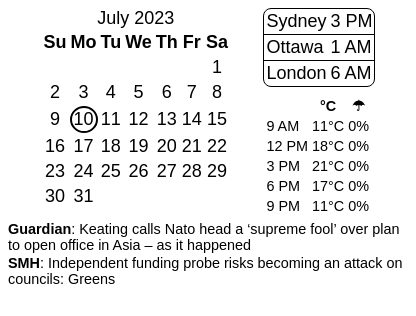 July 2023
Su Mo Tu We Th Fr Sa
1
2 3 4 5 6 7 8
9 10 11 12 13 14 15
16 17 18 19 20 21 22
23 24 25 26 27 28 29
30 31
Sydney 3 PM
Ottawa 1 AM
London 6 AM
°C ☂
9 AM 11°C 0%
12 PM 18°C 0%
3 PM 21°C 0%
6 PM 17°C 0%
9 PM 11°C 0%
Guardian: Keating calls Nato head a ‘supreme fool’ over plan
to open office in Asia – as it happened
SMH: Independent funding probe risks becoming an attack on
councils: Greens